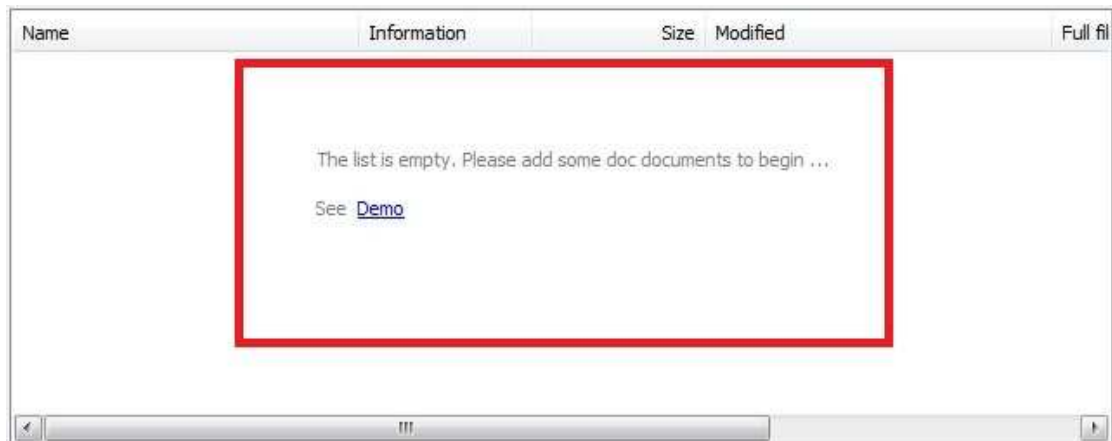 Name Information Size Modified Full fil
The list is empty. Please add some doc documents to begin ...
See Demo